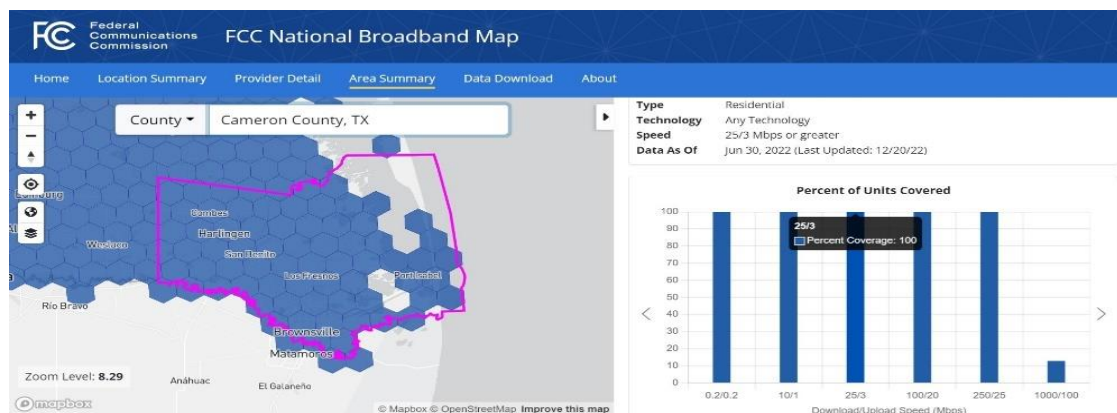 FCC
Federal
Communications
Commission
FCC National Broadband Map
Home Location Summary Provider Detail Area Summary Data Download About
County
Cameron County, TX
Combes
Harlingen
Weslaco
San Benito
Los Fresnos
Port Isabel
Río Bravo
Brownsville
Matamoros
Anáhuac
El Galaneño
Zoom Level: 8.29
mapbox
© Mapbox © OpenStreetMap Improve this map
Type Residential
Technology Any Technology
Speed 25/3 Mbps or greater
Data As Of Jun 30, 2022 (Last Updated: 12/20/22)
Percent of Units Covered
25/3
Percent Coverage: 100
100
90
80
70
60
50
40
30
20
10
0
0.2/0.2 10/1 25/3 100/20 250/25 1000/100
Download/Upload Speed (Mbps)